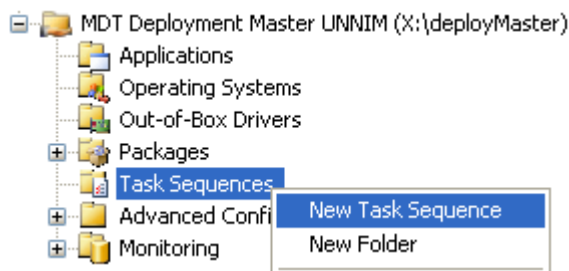 MDT Deployment Master UNNIM (X:\deployMaster)
Applications
Operating Systems
Out-of-Box Drivers
Packages
Task Sequences
New Task Sequence
Advanced Confi
New Folder
Monitoring